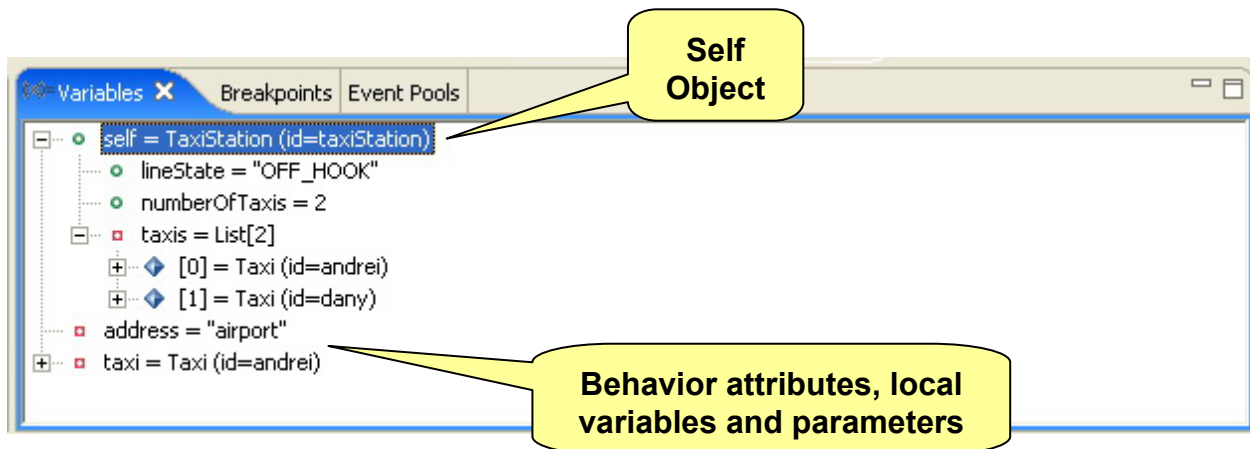 Self
Object
(x)= Variables
Breakpoints
Event Pools
self = TaxiStation (id=taxiStation)
lineState = "OFF_HOOK"
numberOfTaxis = 2
taxis = List[2]
[0] = Taxi (id=andrei)
[1] = Taxi (id=dany)
address = "airport"
taxi = Taxi (id=andrei)
Behavior attributes, local
variables and parameters